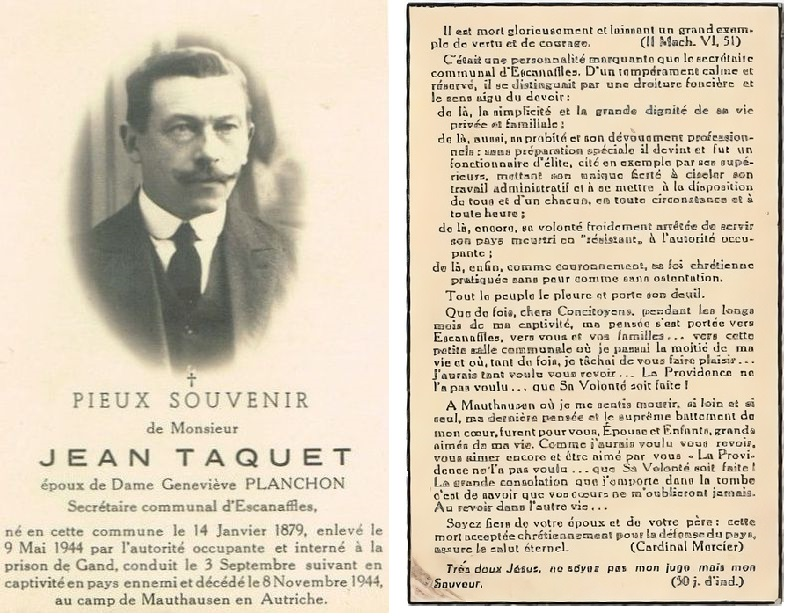 PIEUX SOUVENIR
de Monsieur
JEAN TAQUET
époux de Dame Geneviève PLANCHON
Secrétaire communal d'Escanaffles,
né en cette commune le 14 Janvier 1879, enlevé le
9 Mai 1944 par l'autorité occupante et interné à la
prison de Gand, conduit le 3 Septembre suivant en
captivité en pays ennemi et décédé le 8 Novembre 1944,
au camp de Mauthausen en Autriche.
Il est mort glorieusement et laissant un grand exem-
ple de vertu et de courage. (II Mach. VI, 31)
C'était une personnalité marquante que le secrétaire
communal d'Escanaffles. D'un tempérament calme et
réservé, il se distinguait par une droiture foncière et
le sens aigu du devoir :
de là, la simplicité et la grande dignité de sa vie
privée et familiale ;
de là, aussi, sa probité et son dévouement profession-
nels : sans préparation spéciale il devint et fut un
fonctionnaire d'élite, cité en exemple par ses supé-
rieurs, mettant son unique fierté à ciseler son
travail administratif et à se mettre à la disposition
de tous et d'un chacun, en toute circonstance et à
toute heure ;
de là, encore, sa volonté froidement arrêtée de servir
son pays meurtri en "résistant" à l'autorité occu-
pante ;
de là, enfin, comme couronnement, sa foi chrétienne
pratiquée sans peur comme sans ostentation.
Tout le peuple le pleure et porte son deuil.
Que de fois, chers Concitoyens, pendant les longs
mois de ma captivité, ma pensée s'est portée vers
Escanaffles, vers vous et vos familles... vers cette
petite salle communale où je passai la moitié de ma
vie et où, tant de fois, je tâchai de vous faire plaisir...
J'aurais tant voulu vous revoir... La Providence ne
l'a pas voulu... que Sa Volonté soit faite !
A Mauthausen où je me sentis mourir, si loin et si
seul, ma dernière pensée et le suprême battement de
mon cœur, furent pour vous, Épouse et Enfants, grands
aimés de ma vie. Comme j'aurais voulu vous revoir,
vous aimer encore et être aimé par vous - La Provi-
dence ne l'a pas voulu... que Sa Volonté soit faite !
La grande consolation que j'emporte dans la tombe
c'est de savoir que vos cœurs ne m'oublieront jamais.
Au revoir dans l'autre vie...
Soyez fiers de votre époux et de votre père : cette
mort acceptée chrétiennement pour la défense du pays,
assure le salut éternel. (Cardinal Mercier)
Très doux Jésus, ne soyez pas mon juge mais mon
Sauveur. (50 j. d'ind.)